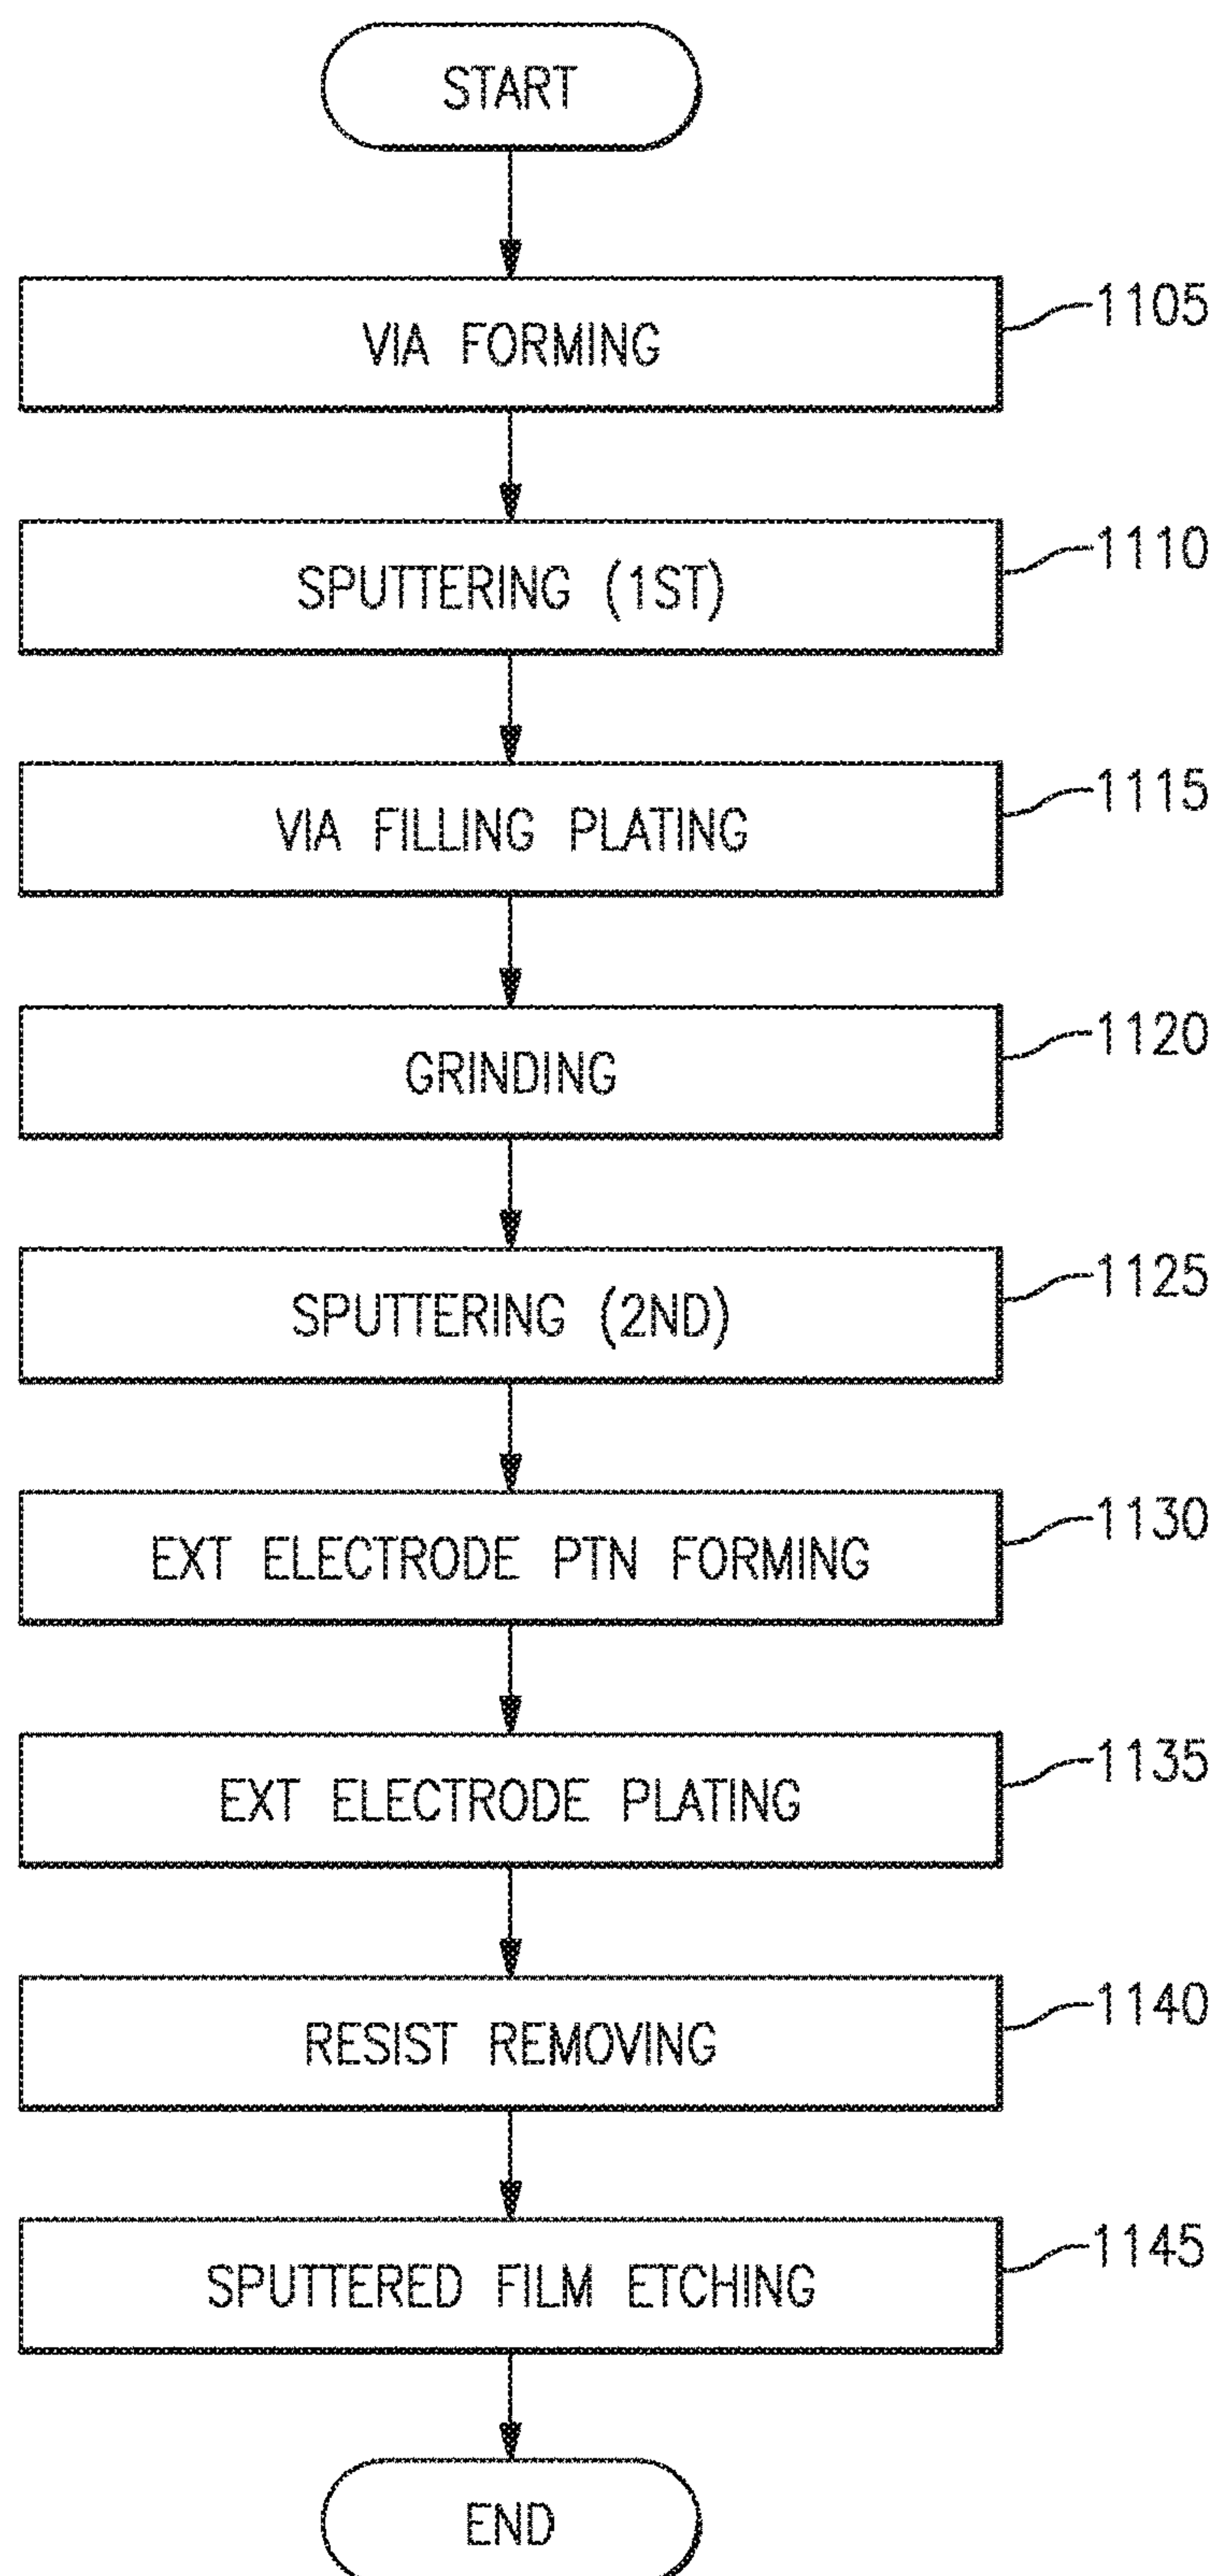 START
VIA FORMING
1105
SPUTTERING (1ST)
1110
VIA FILLING PLATING
1115
GRINDING
1120
SPUTTERING (2ND)
1125
EXT ELECTRODE PTN FORMING
1130
EXT ELECTRODE PLATING
1135
RESIST REMOVING
1140
SPUTTERED FILM ETCHING
1145
END